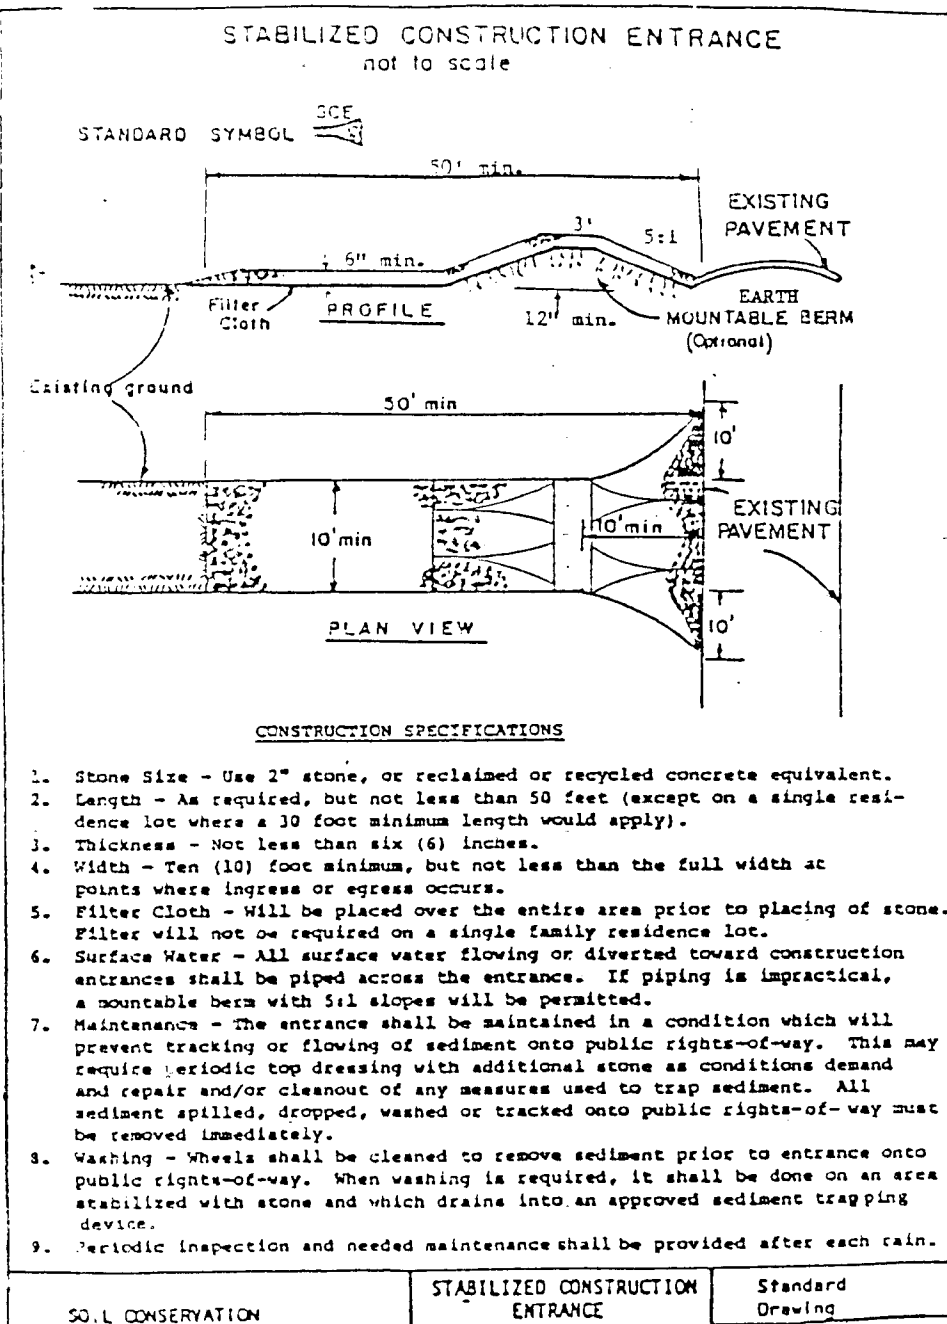 STABILIZED CONSTRUCTION ENTRANCE
not to scale
SCE
STANDARD SYMBOL
50' min.
EXISTING
PAVEMENT
3'
5:1
6" min.
Filter
Cloth
PROFILE
12" min.
EARTH
MOUNTABLE BERM
(Optional)
Existing ground
50' min
10'
EXISTING
PAVEMENT
10'min
10'min
10'
PLAN VIEW
CONSTRUCTION SPECIFICATIONS
1. Stone Size - Use 2" stone, or reclaimed or recycled concrete equivalent.
2. Length - As required, but not less than 50 feet (except on a single resi-
dence lot where a 30 foot minimum length would apply).
3. Thickness - Not less than six (6) inches.
4. Width - Ten (10) foot minimum, but not less than the full width at
points where ingress or egress occurs.
5. Filter Cloth - Will be placed over the entire area prior to placing of stone.
Filter will not be required on a single family residence lot.
6. Surface Water - All surface water flowing or diverted toward construction
entrances shall be piped across the entrance. If piping is impractical,
a mountable berm with 5:1 slopes will be permitted.
7. Maintenance - The entrance shall be maintained in a condition which will
prevent tracking or flowing of sediment onto public rights-of-way. This may
require periodic top dressing with additional stone as conditions demand
and repair and/or cleanout of any measures used to trap sediment. All
sediment spilled, dropped, washed or tracked onto public rights-of- way must
be removed immediately.
8. Washing - Wheels shall be cleaned to remove sediment prior to entrance onto
public rights-of-way. When washing is required, it shall be done on an area
stabilized with stone and which drains into an approved sediment trapping
device.
9. Periodic inspection and needed maintenance shall be provided after each rain.
SOIL CONSERVATION
STABILIZED CONSTRUCTION
ENTRANCE
Standard
Drawing